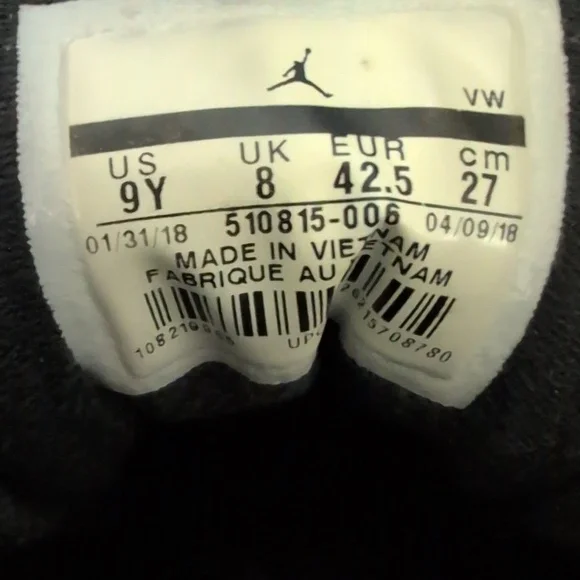 VW
US UK EUR cm
9Y 8 42.5 27
01/31/18 510815-006 04/09/18
MADE IN VIETNAM
FABRIQUE AU VIETNAM